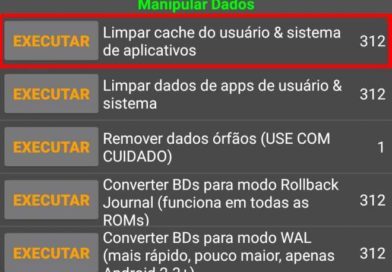 Manipular Dados
EXECUTAR
Limpar cache do usuário & sistema
de aplicativos
312
EXECUTAR
Limpar dados de apps de usuário &
sistema
312
EXECUTAR
Remover dados órfãos (USE COM
CUIDADO)
1
EXECUTAR
Converter BDs para modo Rollback
Journal (funciona em todas as
ROMs)
312
EXECUTAR
Converter BDs para modo WAL
(mais rápido, pouco maior, apenas
Android 2.2+)
312